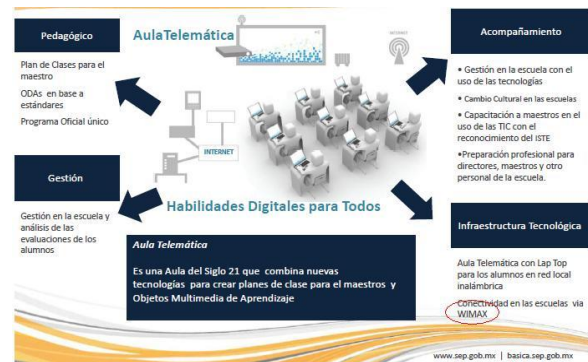 Pedagógico
Plan de Clases para el
maestro
ODAs en base a
estándares
Programa Oficial único
AulaTelemática
INTERNET
Acompañamiento
▪ Gestión en la escuela con el
uso de las tecnologías
▪ Cambio Cultural en las escuelas
▪ Capacitación a maestros en el
uso de las TIC con el
reconocimiento del ISTE
▪Preparación profesional para
directores, maestros y otro
personal de la escuela.
INTERNET
Gestión
Gestión en la escuela y
análisis de las
evaluaciones de los
alumnos
Habilidades Digitales para Todos
Aula Telemática
Es una Aula del Siglo 21 que combina nuevas
tecnologías para crear planes de clase para el maestros y
Objetos Multimedia de Aprendizaje
Infraestructura Tecnológica
Aula Telemática con Lap Top
para los alumnos en red local
inalámbrica
Conectividad en las escuelas via
WIMAX
www.sep.gob.mx | basica.sep.gob.mx